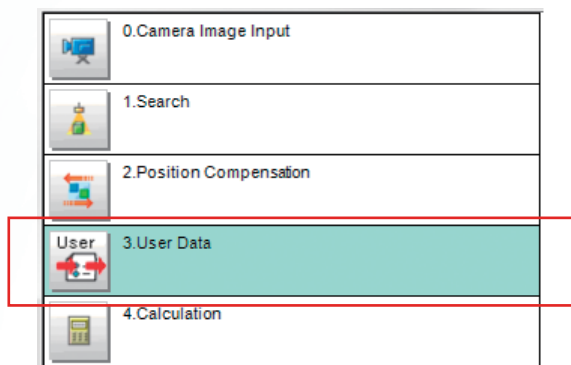 0.Camera Image Input
1.Search
2.Position Compensation
User
3.User Data
4.Calculation